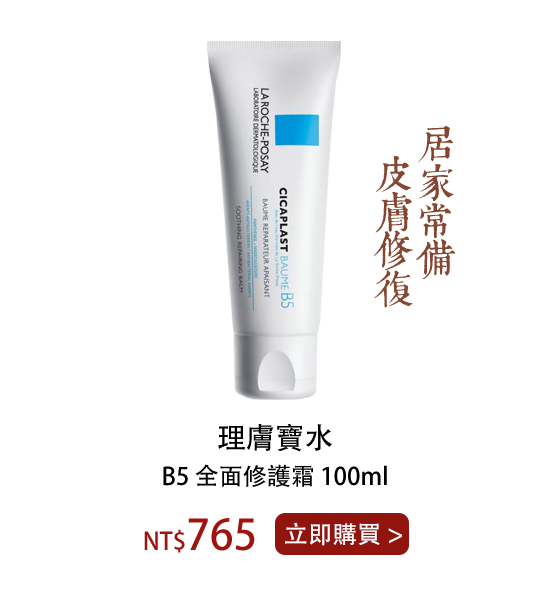 居家常備
皮膚修復
LA ROCHE-POSAY
LABORATOIRE DERMATOLOGIQUE
CICAPLAST BAUME B5
BAUME RÉPARATEUR APAISANT
SOOTHING REPAIRING BALM
理膚寶水
B5 全面修護霜 100ml
NT$765
立即購買 >